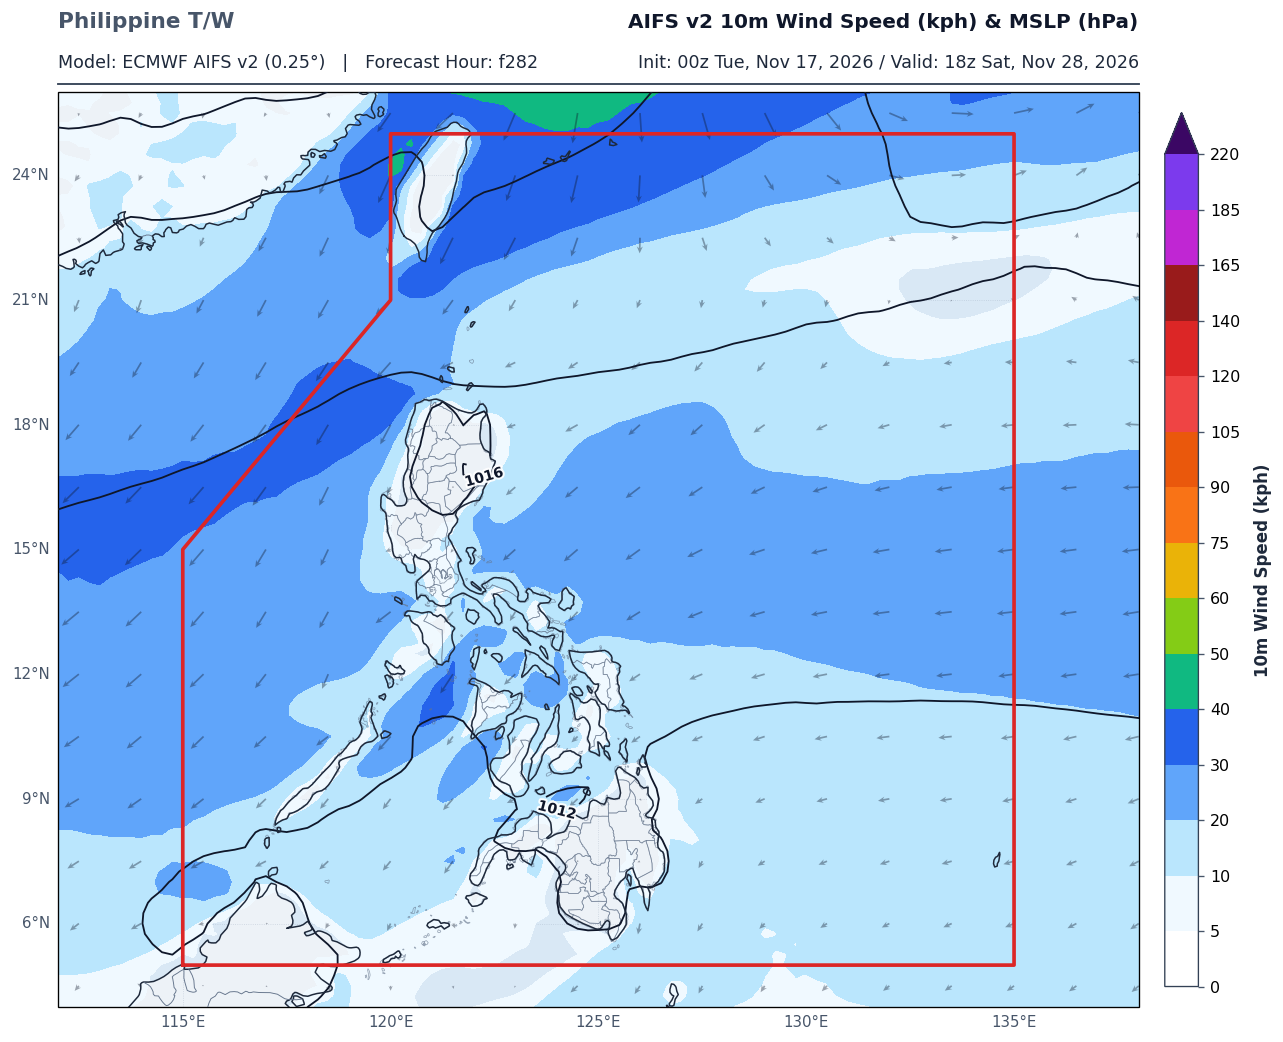 Philippine T/W
AIFS v2 10m Wind Speed (kph) & MSLP (hPa)
Model: ECMWF AIFS v2 (0.25°)   |   Forecast Hour: f282
Init: 00z Tue, Nov 17, 2026 / Valid: 18z Sat, Nov 28, 2026
24°N
21°N
18°N
15°N
12°N
9°N
6°N
1016
1012
115°E
120°E
125°E
130°E
135°E
220
185
165
140
120
105
90
75
60
50
40
30
20
10
5
0
10m Wind Speed (kph)